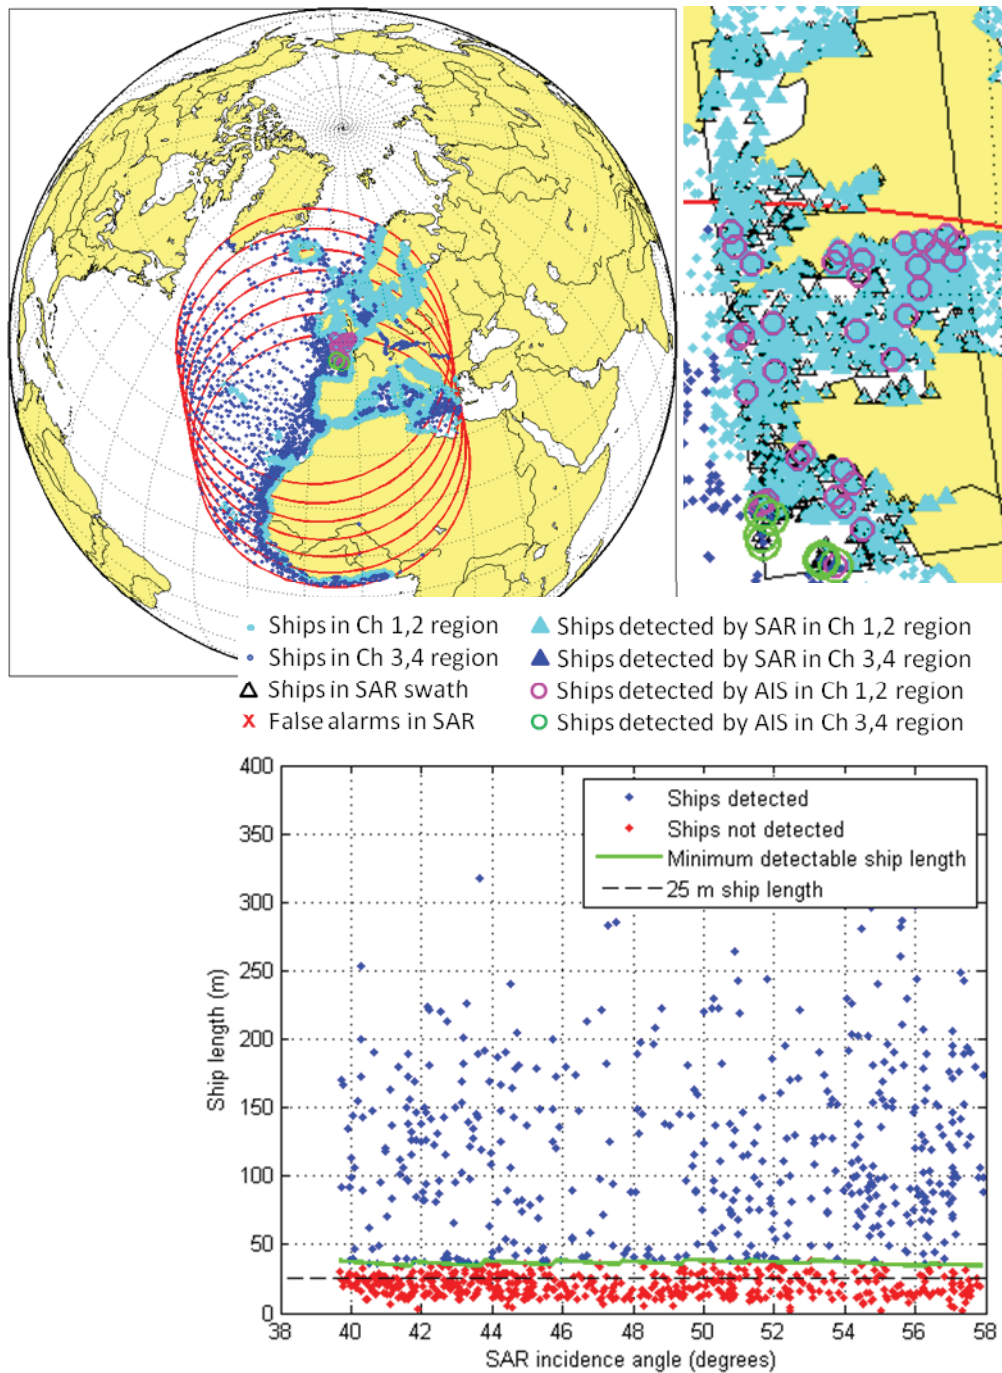 Ships in Ch 1,2 region
Ships in Ch 3,4 region
Ships in SAR swath
x False alarms in SAR
Ships detected by SAR in Ch 1,2 region
Ships detected by SAR in Ch 3,4 region
Ships detected by AIS in Ch 1,2 region
Ships detected by AIS in Ch 3,4 region
400
350
300
250
200
150
100
50
0
Ship length (m)
Ships detected
Ships not detected
Minimum detectable ship length
25 m ship length
38 40 42 44 46 48 50 52 54 56 58
SAR incidence angle (degrees)